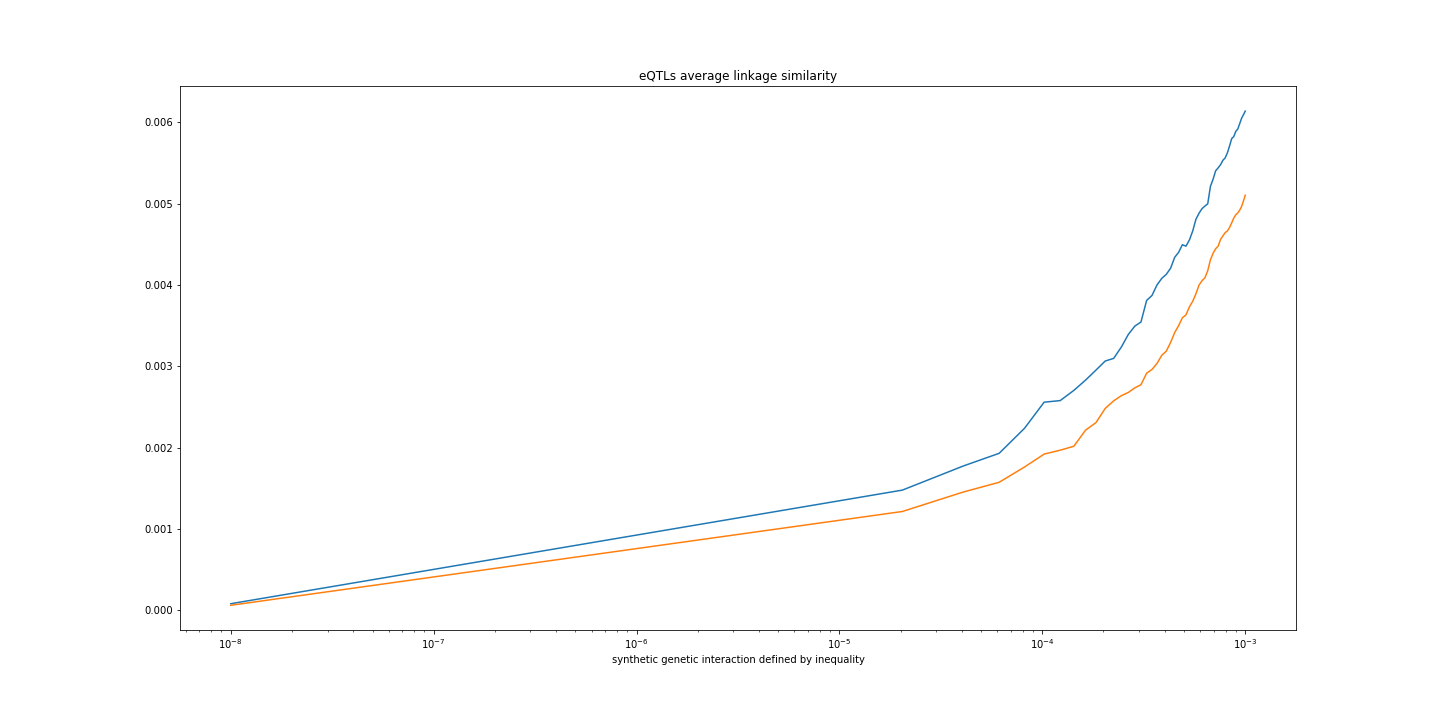 eQTLs average linkage similarity
0.006
0.005
0.004
0.003
0.002
0.001
0.000
10⁻⁸ 10⁻⁷ 10⁻⁶ 10⁻⁵ 10⁻⁴ 10⁻³
synthetic genetic interaction defined by inequality